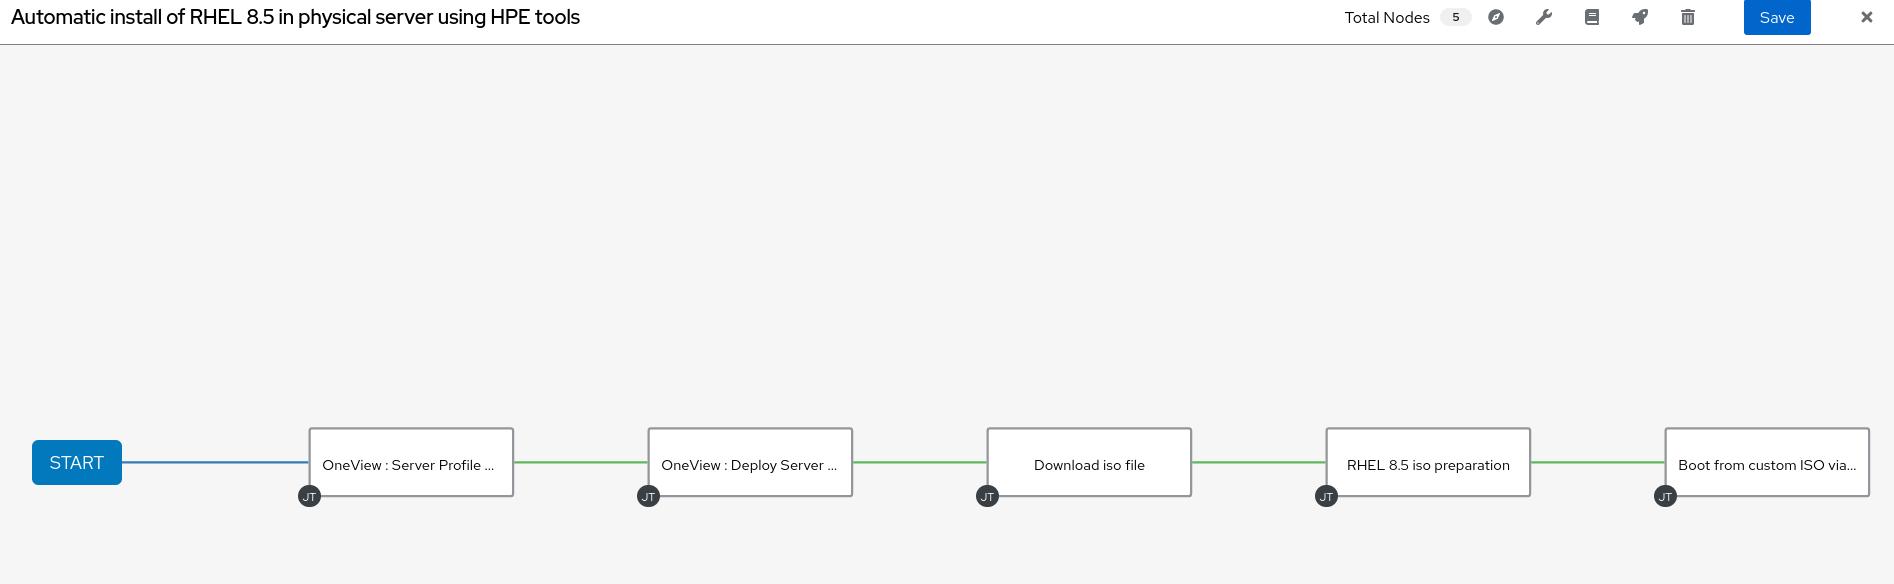 Automatic install of RHEL 8.5 in physical server using HPE tools
Total Nodes 5
Save
START
OneView : Server Profile ...
OneView : Deploy Server ...
Download iso file
RHEL 8.5 iso preparation
Boot from custom ISO via...
JT
JT
JT
JT
JT